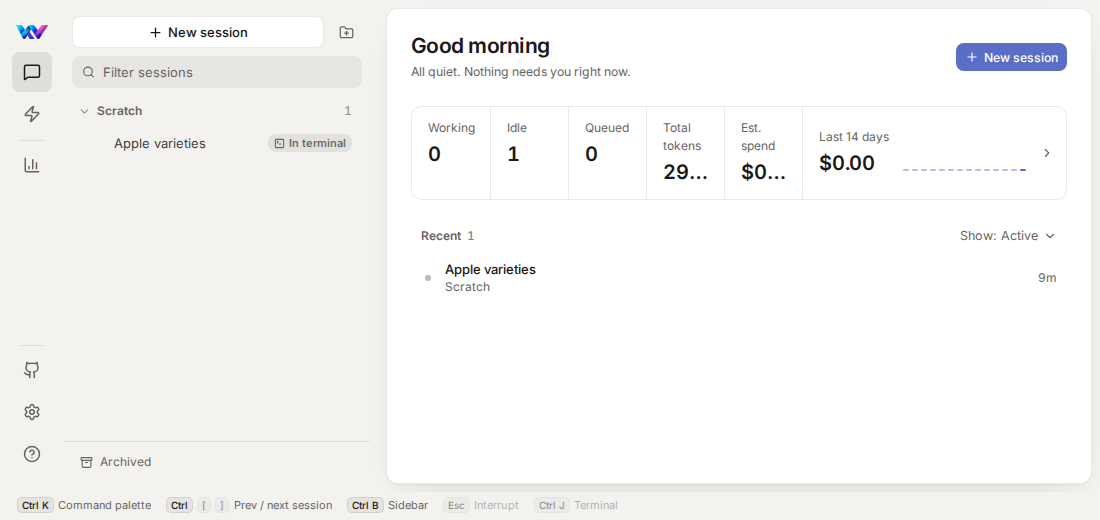 New session
Filter sessions
Scratch 1
Apple varieties In terminal
Archived
Good morning
All quiet. Nothing needs you right now.
New session
Working
0
Idle
1
Queued
0
Total tokens
29...
Est. spend
$0...
Last 14 days
$0.00
Recent 1
Show: Active
Apple varieties
Scratch
9m
Ctrl K Command palette Ctrl [ ] Prev / next session Ctrl B Sidebar Esc Interrupt Ctrl J Terminal